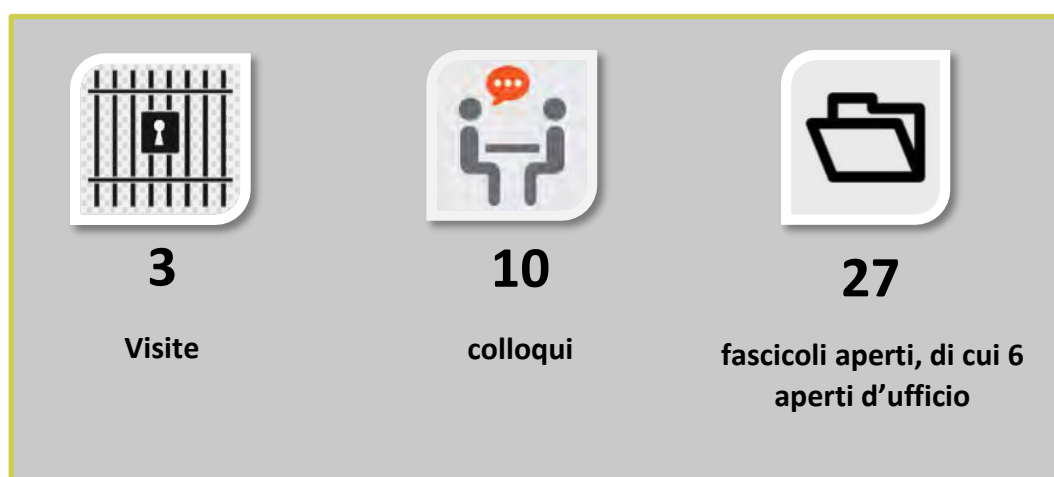 3
Visite
10
colloqui
27
fascicoli aperti, di cui 6
aperti d’ufficio